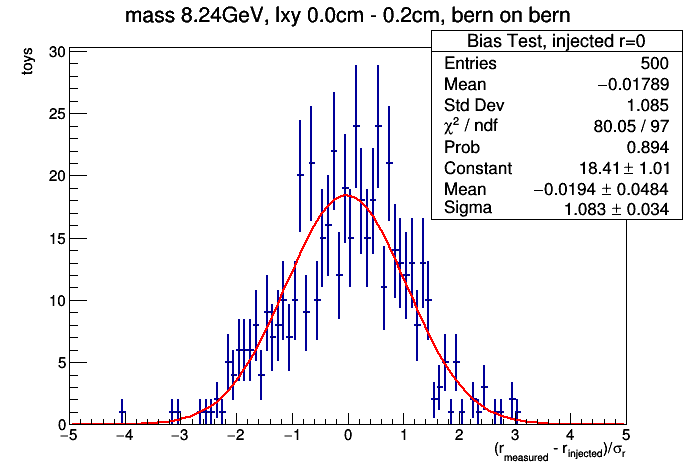 mass 8.24GeV, lxy 0.0cm - 0.2cm, bern on bern
toys
30
25
20
15
10
5
0
Bias Test, injected r=0
Entries 500
Mean −0.01789
Std Dev 1.085
χ² / ndf 80.05 / 97
Prob 0.894
Constant 18.41 ± 1.01
Mean −0.0194 ± 0.0484
Sigma 1.083 ± 0.034
−5 −4 −3 −2 −1 0 1 2 3 4 5
(r_measured - r_injected)/σ_r